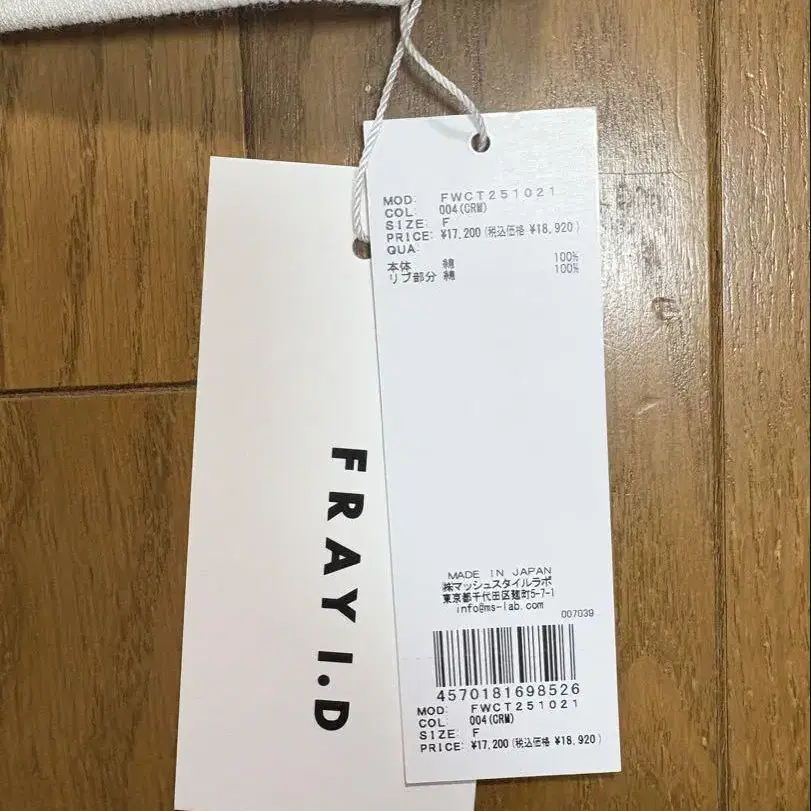 FRAY I.D
MOD: FWCT251021
COL: 004(CRM)
SIZE: F
PRICE: ¥17,200(税込価格 ¥18,920)
QUA:
本体 綿 100%
リブ部分 綿 100%
MADE IN JAPAN
㈱マッシュスタイルラボ
東京都千代田区麹町5-7-1
info@ms-lab.com
007039
4570181698526
MOD: FWCT251021
COL: 004(CRM)
SIZE: F
PRICE: ¥17,200(税込価格 ¥18,920)